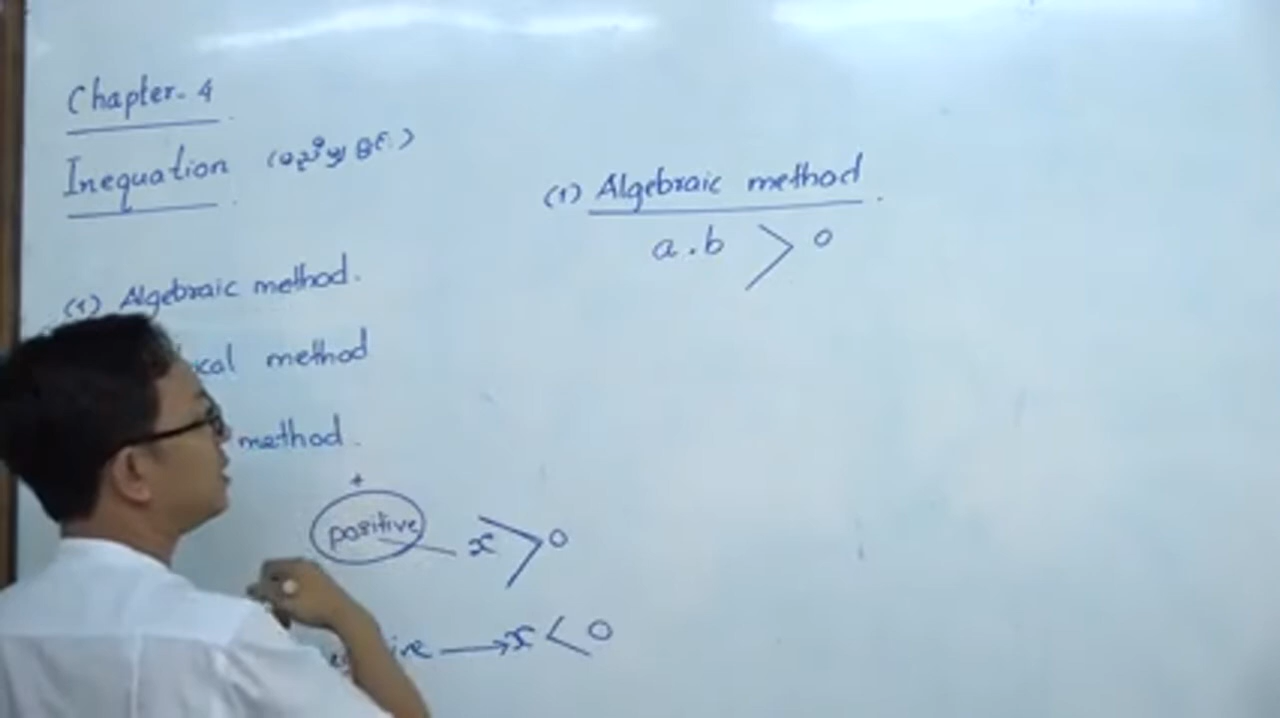 Chapter-4
Inequation
(1) Algebraic method.
method
method.
+
positive x > 0
x < 0
(1) Algebraic method.
a.b > 0